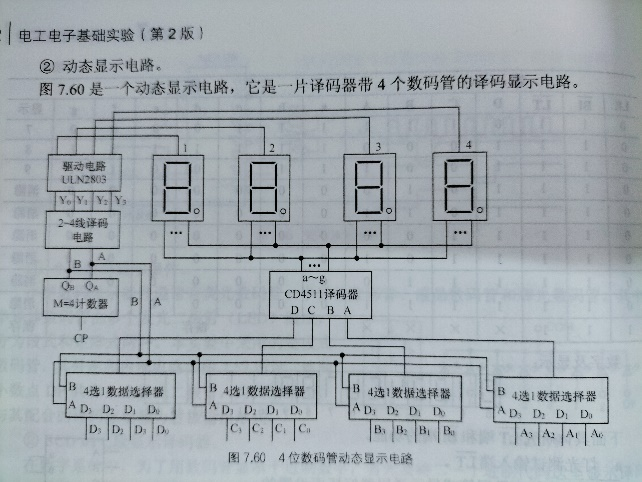 电工电子基础实验(第2版)
② 动态显示电路。
图 7.60 是一个动态显示电路，它是一片译码器带 4 个数码管的译码显示电路。
1 2 3 4
驱动电路
ULN2803
Y₀ Y₁ Y₂ Y₃
2-4线译码
电路
B A
Q_B Q_A
M=4计数器
CP
B A
a～g
CD4511译码器
D C B A
B 4选1数据选择器
A D₃ D₂ D₁ D₀
D₃ D₂ D₁ D₀
B 4选1数据选择器
A D₃ D₂ D₁ D₀
C₃ C₂ C₁ C₀
B 4选1数据选择器
A D₃ D₂ D₁ D₀
B₃ B₂ B₁ B₀
B 4选1数据选择器
A D₃ D₂ D₁ D₀
A₃ A₂ A₁ A₀
图 7.60 4 位数码管动态显示电路